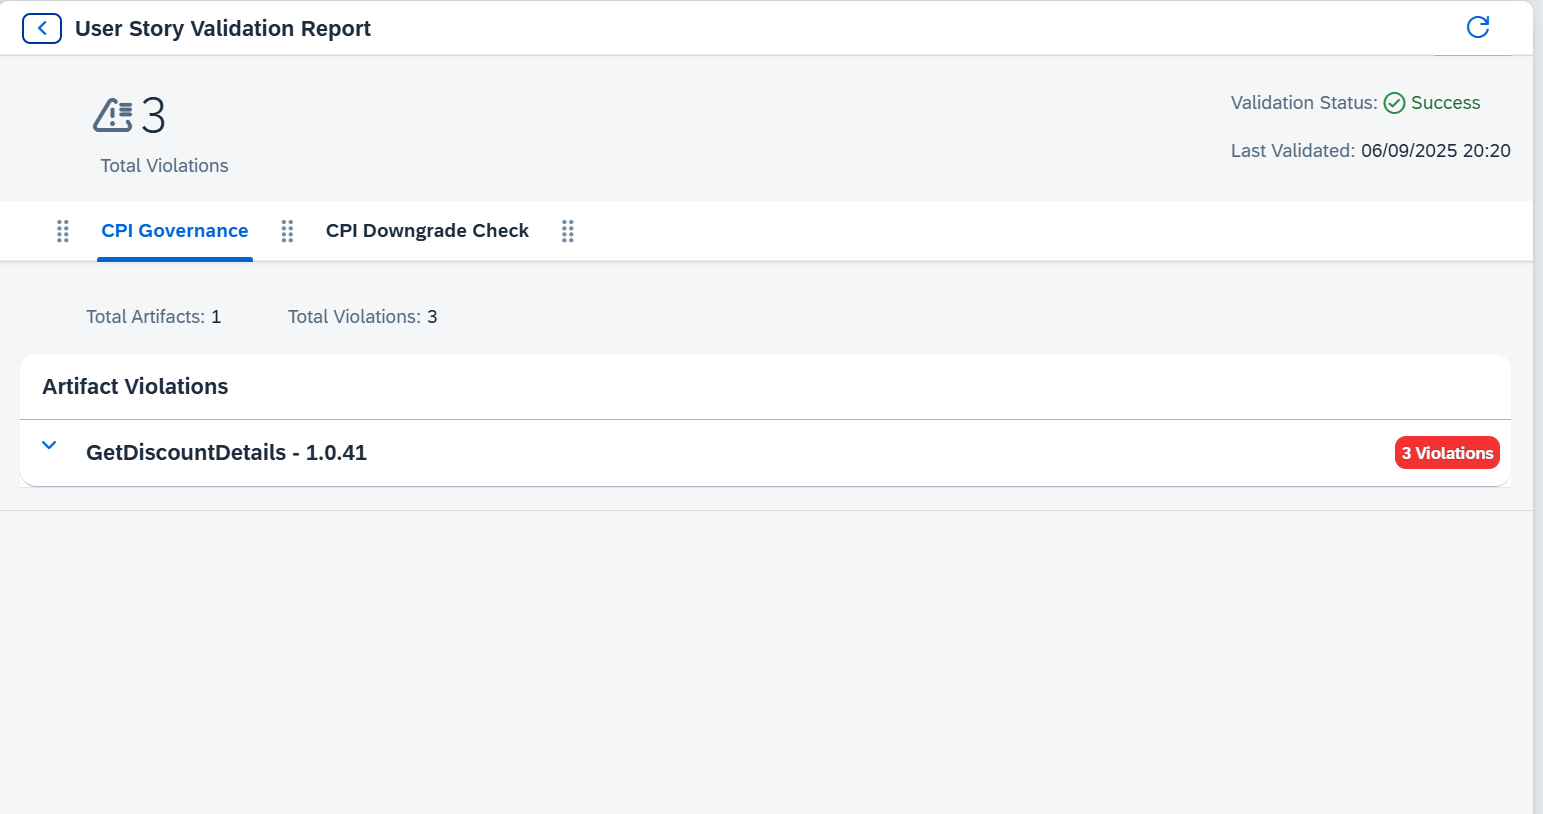 User Story Validation Report
3
Total Violations
Validation Status: Success
Last Validated: 06/09/2025 20:20
CPI Governance
CPI Downgrade Check
Total Artifacts: 1
Total Violations: 3
Artifact Violations
GetDiscountDetails - 1.0.41
3 Violations